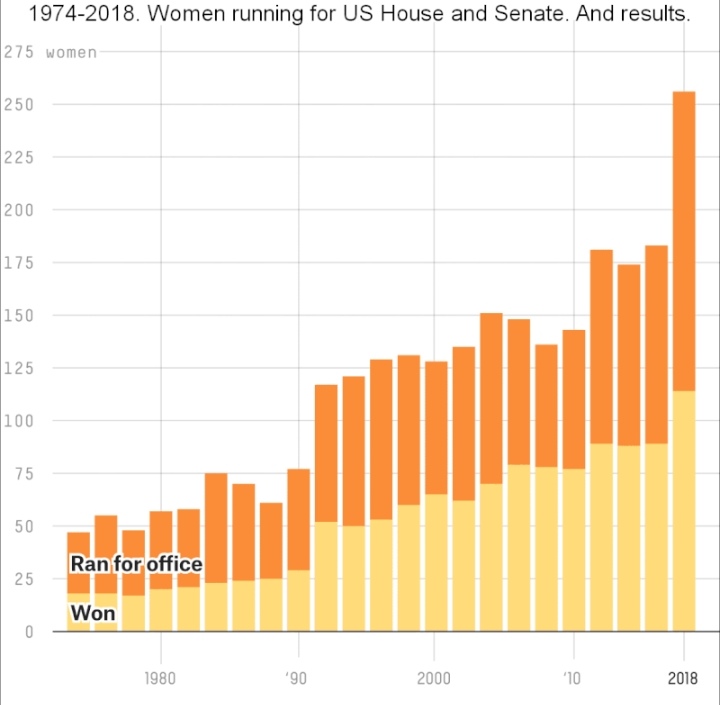 1974-2018. Women running for US House and Senate. And results.
275 women
250
225
200
175
150
125
100
75
50
25
0
Ran for office
Won
1980 '90 2000 '10 2018